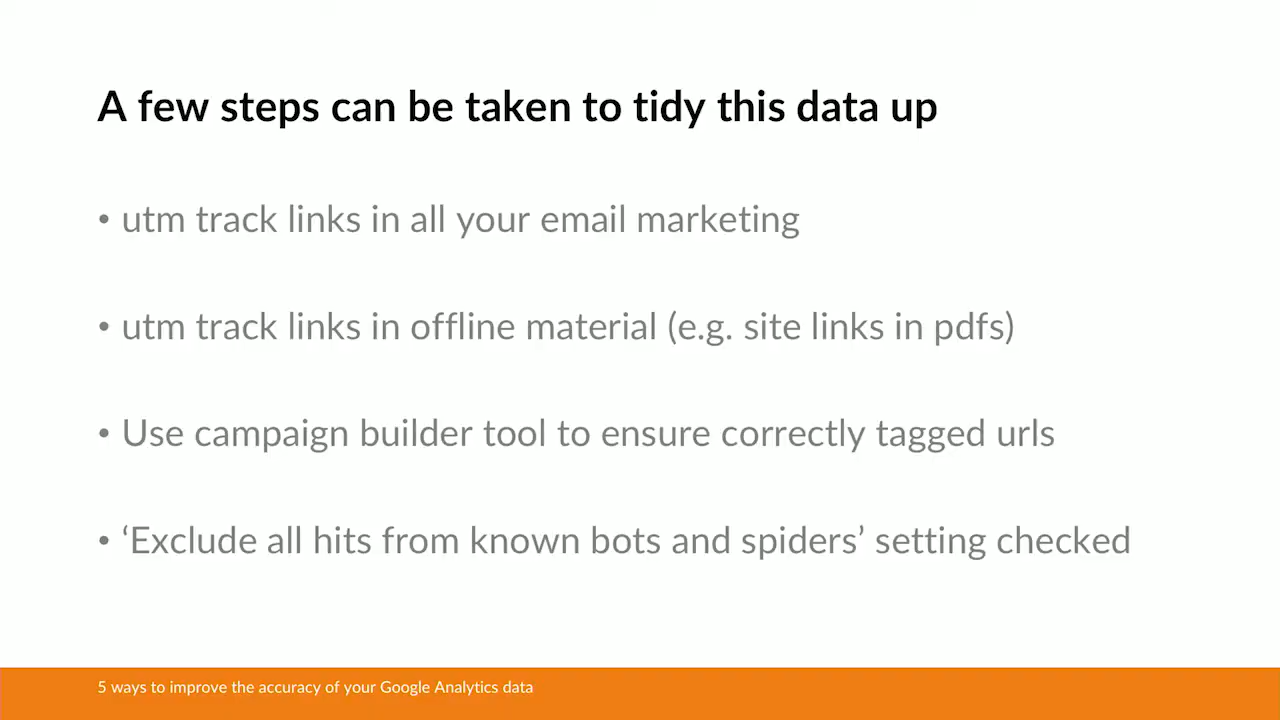 A few steps can be taken to tidy this data up
• utm track links in all your email marketing
• utm track links in offline material (e.g. site links in pdfs)
• Use campaign builder tool to ensure correctly tagged urls
• ‘Exclude all hits from known bots and spiders’ setting checked
5 ways to improve the accuracy of your Google Analytics data